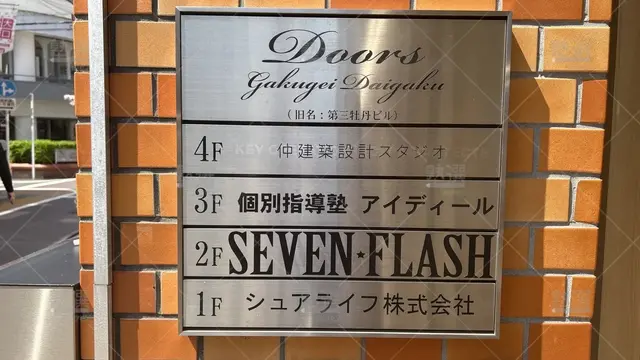 Doors
Gakugei Daigaku
(旧名:第三牡丹ビル)
4F 仲建築設計スタジオ
3F 個別指導塾 アイディール
2F SEVEN★FLASH
1F シュアライフ株式会社